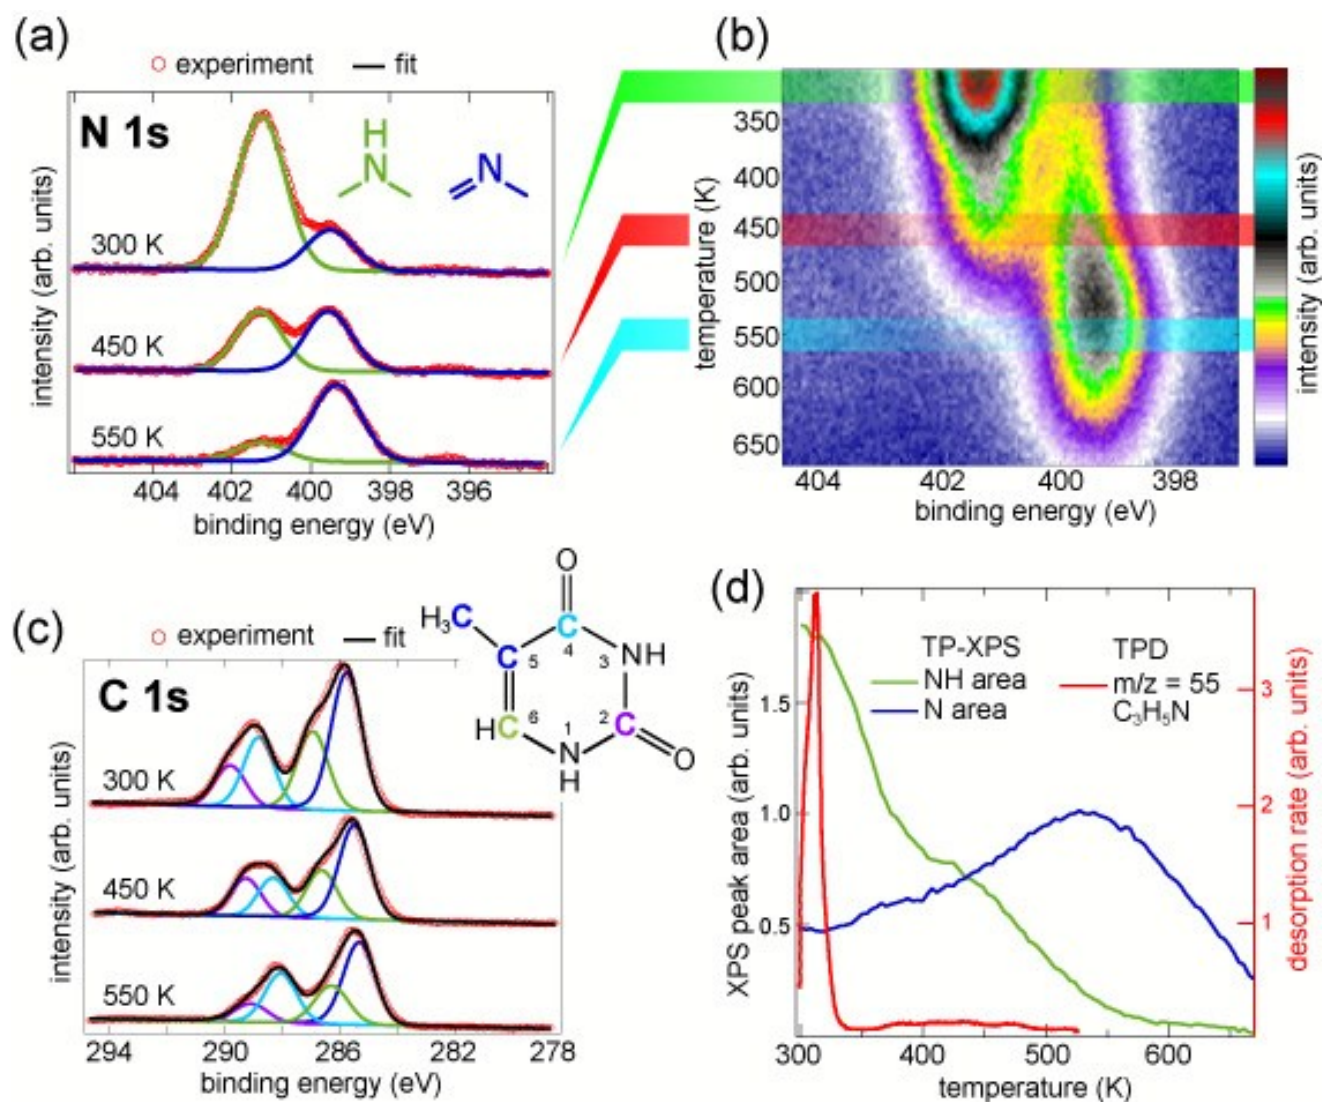 (a)
experiment
fit
N 1s
H
N
N
300 K
450 K
550 K
intensity (arb. units)
404 402 400 398 396
binding energy (eV)
(b)
350
400
450
500
550
600
650
temperature (K)
404 402 400 398
binding energy (eV)
intensity (arb. units)
(c)
experiment
fit
C 1s
300 K
450 K
550 K
intensity (arb. units)
294 290 286 282 278
binding energy (eV)
O
H₃C
C
4
C
5
3
NH
HC
6
1
2
C
N
H
O
(d)
TP-XPS
NH area
N area
TPD
m/z = 55
C₃H₅N
1.5
1.0
0.5
XPS peak area (arb. units)
3
2
1
desorption rate (arb. units)
300 400 500 600
temperature (K)